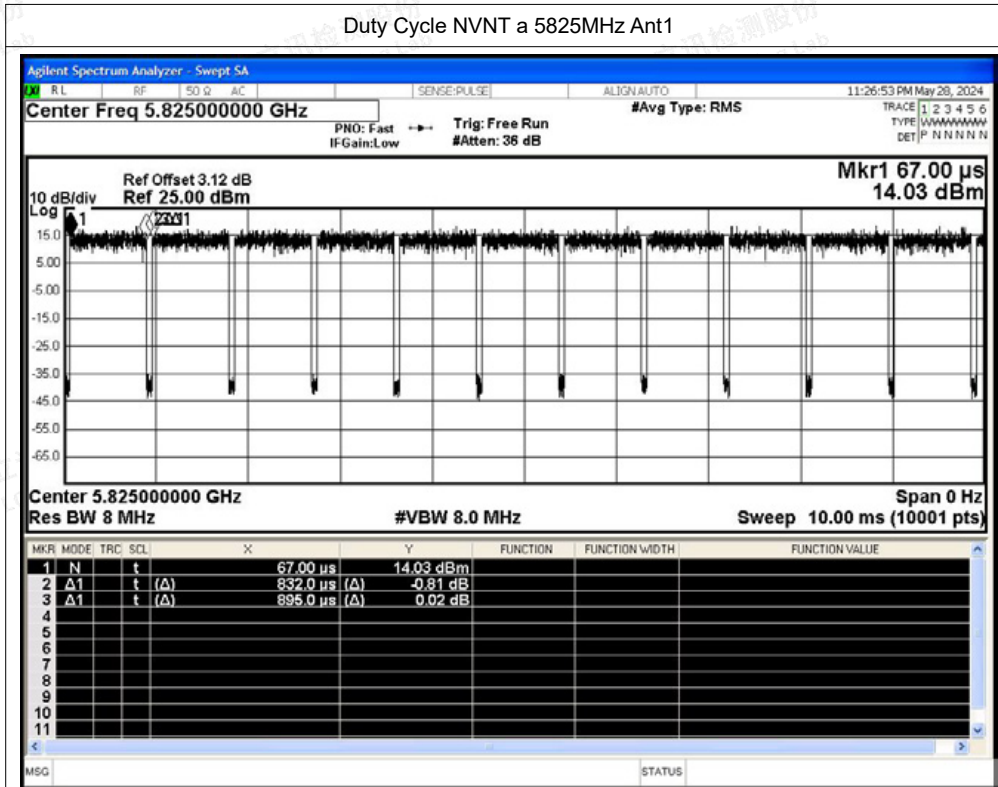 Duty Cycle NVNT a 5825MHz Ant1
Agilent Spectrum Analyzer - Swept SA
RL RF 50 Ω AC SENSE:PULSE ALIGN AUTO 11:26:53 PM May 28, 2024
Center Freq 5.825000000 GHz #Avg Type: RMS TRACE 1 2 3 4 5 6
PNO: Fast Trig: Free Run TYPE WWWWWW
IFGain:Low #Atten: 36 dB DET P N N N N N
Mkr1 67.00 µs
Ref Offset 3.12 dB
14.03 dBm
10 dB/div Ref 25.00 dBm
Log
15.0
5.00
-5.00
-15.0
-25.0
-35.0
-45.0
-55.0
-65.0
Center 5.825000000 GHz Span 0 Hz
Res BW 8 MHz #VBW 8.0 MHz Sweep 10.00 ms (10001 pts)
MKR MODE TRC SCL X Y FUNCTION FUNCTION WIDTH FUNCTION VALUE
1 N t 67.00 µs 14.03 dBm
2 Δ1 t (Δ) 832.0 µs (Δ) -0.81 dB
3 Δ1 t (Δ) 895.0 µs (Δ) 0.02 dB
4
5
6
7
8
9
10
11
MSG STATUS